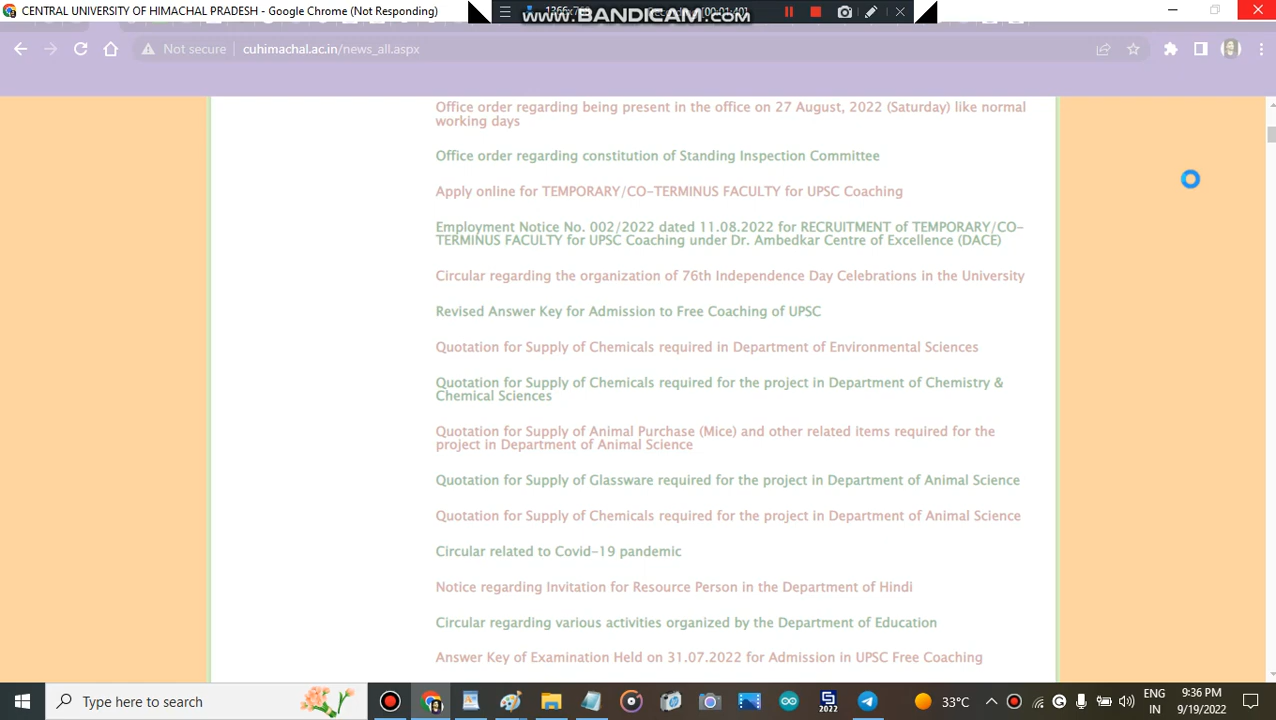 CENTRAL UNIVERSITY OF HIMACHAL PRADESH - Google Chrome (Not Responding)
www.BANDICAM.com
Not secure
cuhimachal.ac.in/news_all.aspx
Office order regarding being present in the office on 27 August, 2022 (Saturday) like normal
working days
Office order regarding constitution of Standing Inspection Committee
Apply online for TEMPORARY/CO-TERMINUS FACULTY for UPSC Coaching
Employment Notice No. 002/2022 dated 11.08.2022 for RECRUITMENT of TEMPORARY/CO-
TERMINUS FACULTY for UPSC Coaching under Dr. Ambedkar Centre of Excellence (DACE)
Circular regarding the organization of 76th Independence Day Celebrations in the University
Revised Answer Key for Admission to Free Coaching of UPSC
Quotation for Supply of Chemicals required in Department of Environmental Sciences
Quotation for Supply of Chemicals required for the project in Department of Chemistry &
Chemical Sciences
Quotation for Supply of Animal Purchase (Mice) and other related items required for the
project in Department of Animal Science
Quotation for Supply of Glassware required for the project in Department of Animal Science
Quotation for Supply of Chemicals required for the project in Department of Animal Science
Circular related to Covid-19 pandemic
Notice regarding Invitation for Resource Person in the Department of Hindi
Circular regarding various activities organized by the Department of Education
Answer Key of Examination Held on 31.07.2022 for Admission in UPSC Free Coaching
Type here to search
2022
33°C
ENG
IN
9:36 PM
9/19/2022